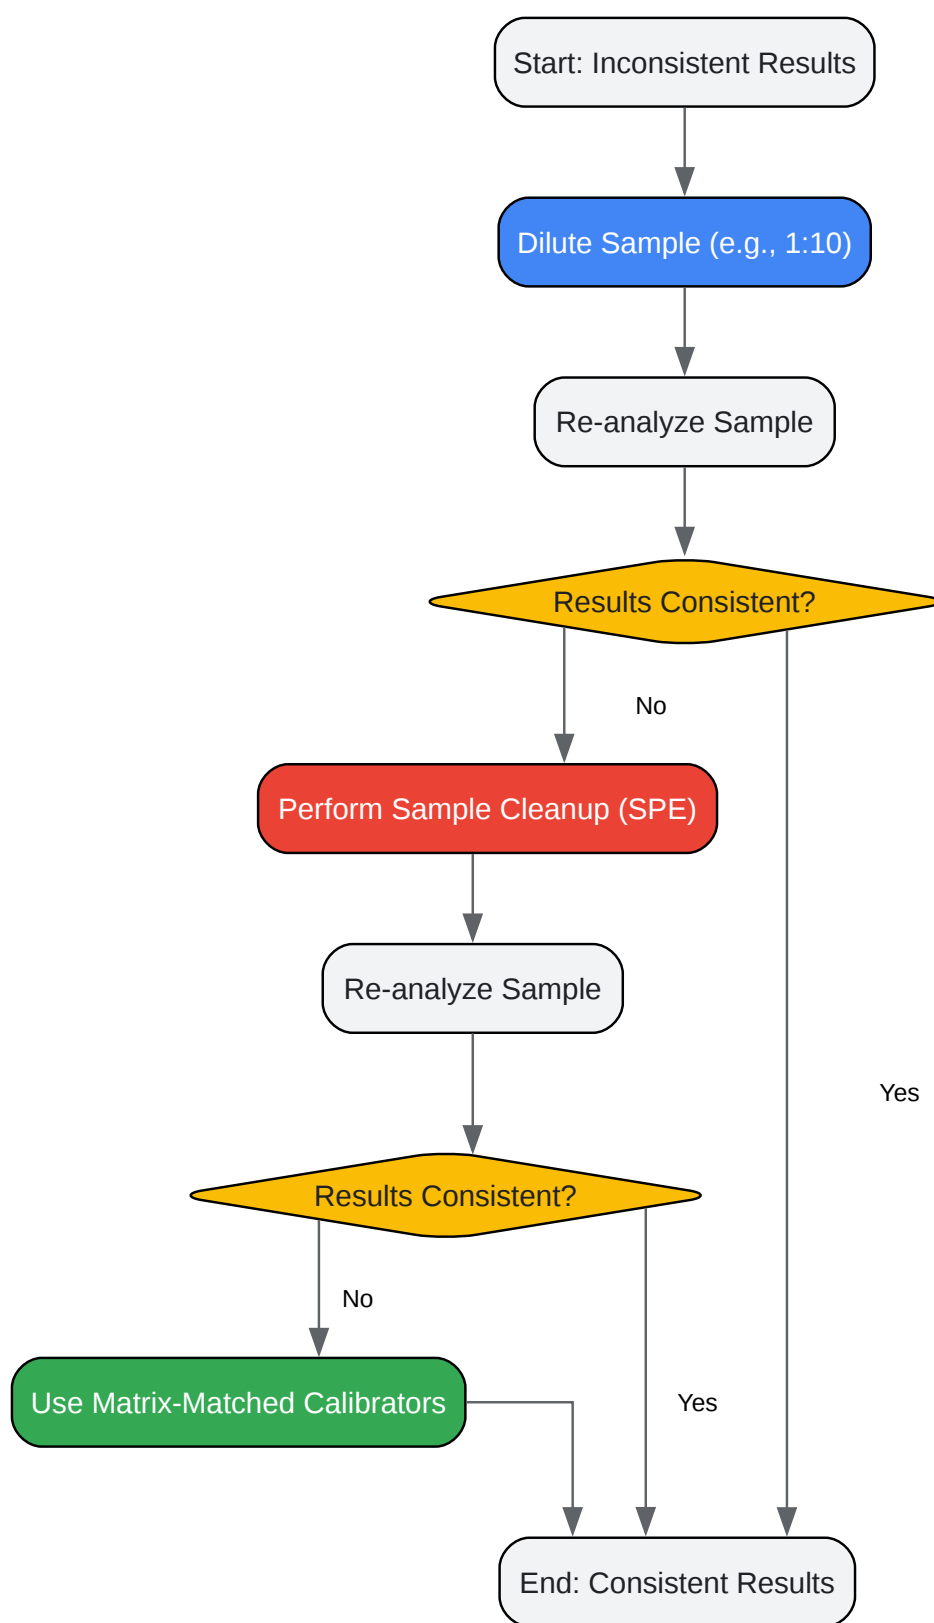 Start: Inconsistent Results
Dilute Sample (e.g., 1:10)
Re-analyze Sample
Results Consistent?
No
Perform Sample Cleanup (SPE)
Re-analyze Sample
Yes
Results Consistent?
No
Use Matrix-Matched Calibrators
Yes
End: Consistent Results